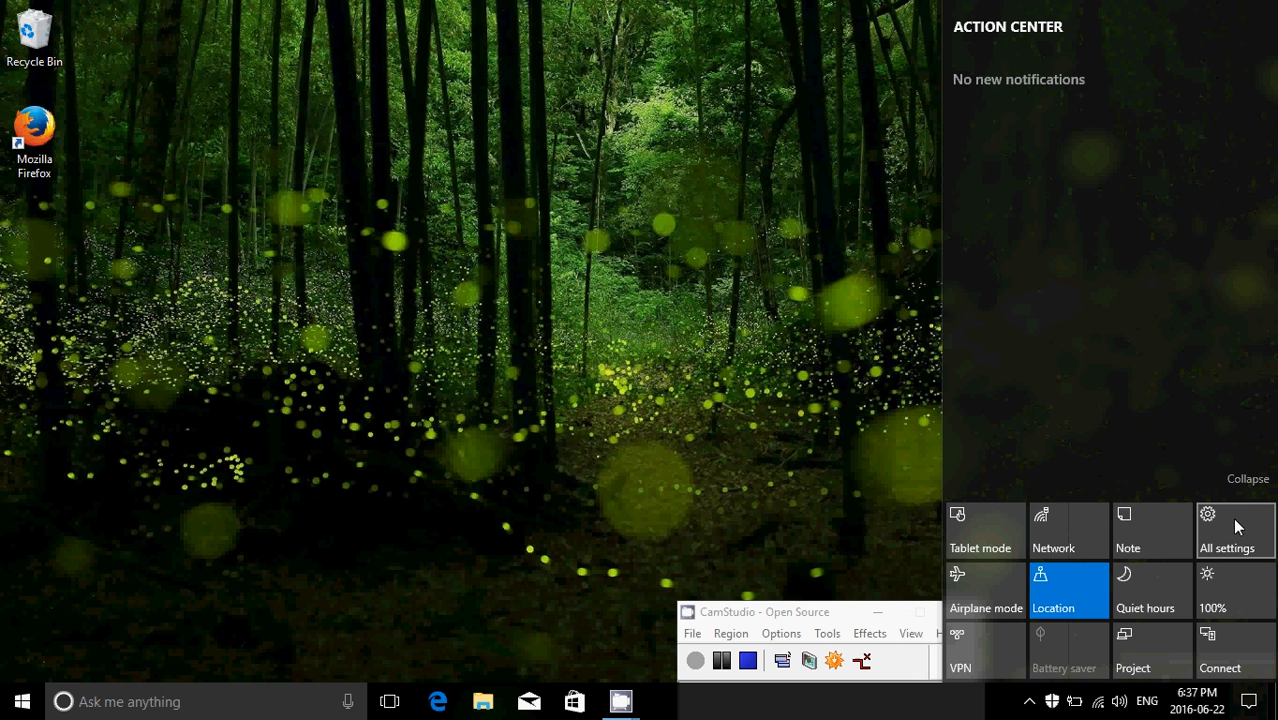 Recycle Bin
Mozilla
Firefox
ACTION CENTER
No new notifications
Collapse
Tablet mode
Network
Note
All settings
Airplane mode
Location
Quiet hours
100%
VPN
Battery saver
Project
Connect
CamStudio - Open Source
File Region Options Tools Effects View H
Ask me anything
ENG
6:37 PM
2016-06-22